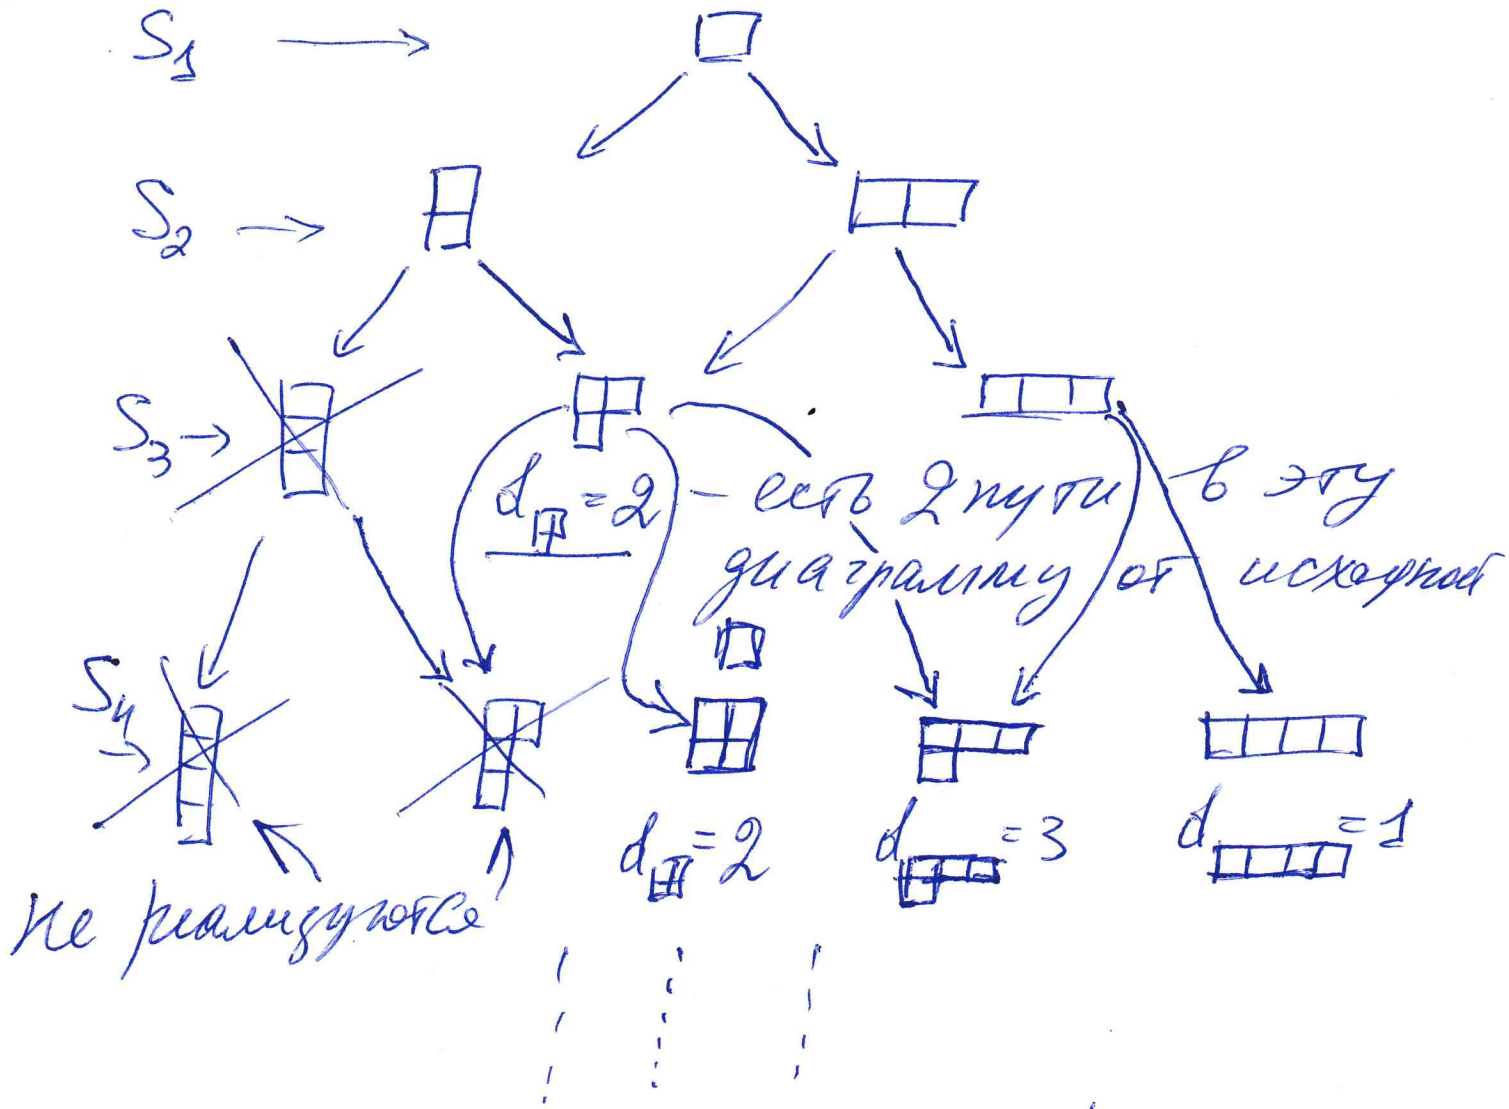 S₁
S₂
S₃
d = 2 – есть 2 пути в эту
диаграмму от исходной
S₄
d = 2
d = 3
d = 1
не реализуются